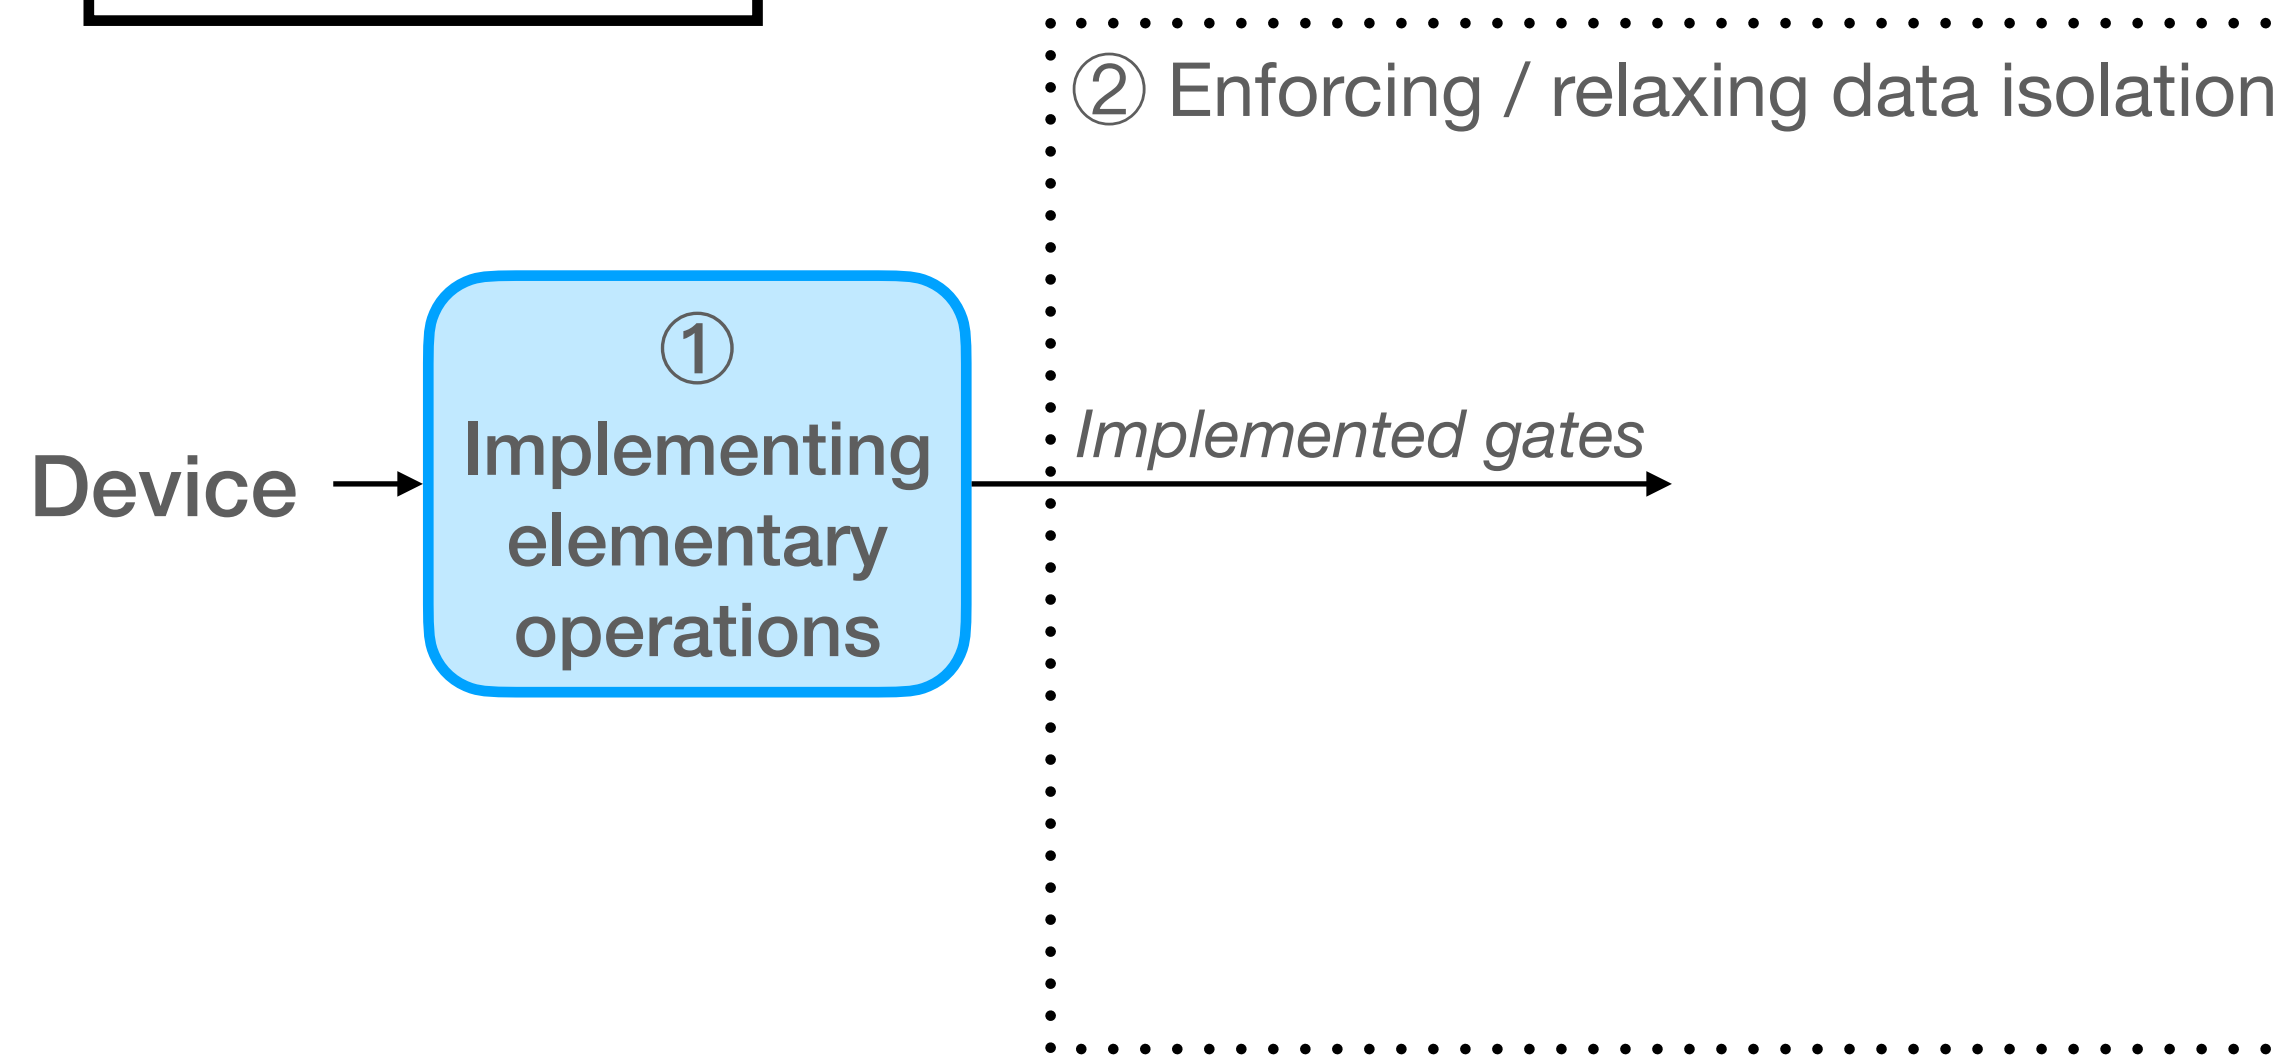 ② Enforcing / relaxing data isolation
①
Implementing
elementary
operations
Device
Implemented gates